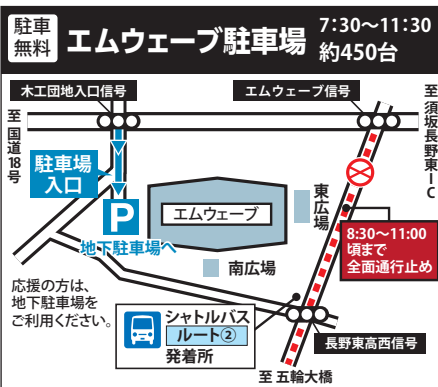 駐車
無料
エムウェーブ駐車場
7:30〜11:30
約450台
木工団地入口信号
エムウェーブ信号
至 国道18号
至 須坂長野東IC
駐車場
入口
P
地下駐車場へ
エムウェーブ
東広場
南広場
8:30〜11:00
頃まで
全面通行止め
応援の方は、
地下駐車場を
ご利用ください。
シャトルバス
ルート②
発着所
長野東高西信号
至 五輪大橋